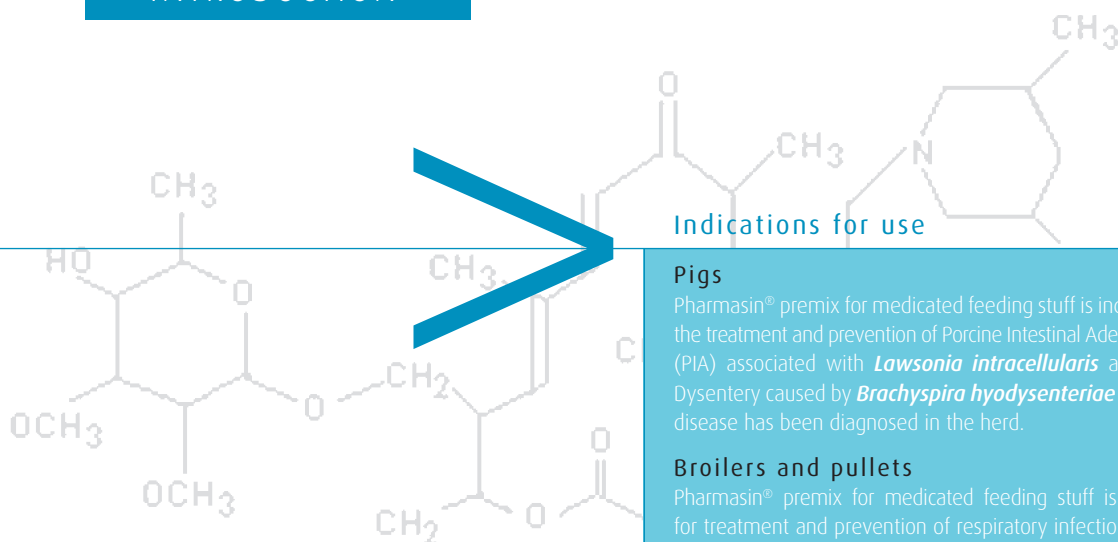 CH3
O
CH3
N
CH3
Indications for use
HO
O
CH3
Pigs
Pharmasin® premix for medicated feeding stuff is
the treatment and prevention of Porcine Intestinal
(PIA) associated with Lawsonia intracellularis
Dysentery caused by Brachyspira hyodysenteriae
disease has been diagnosed in the herd.
CH2
O
OCH3
O
Broilers and pullets
OCH3
Pharmasin® premix for medicated feeding stuff is
CH2
O
for treatment and prevention of respiratory